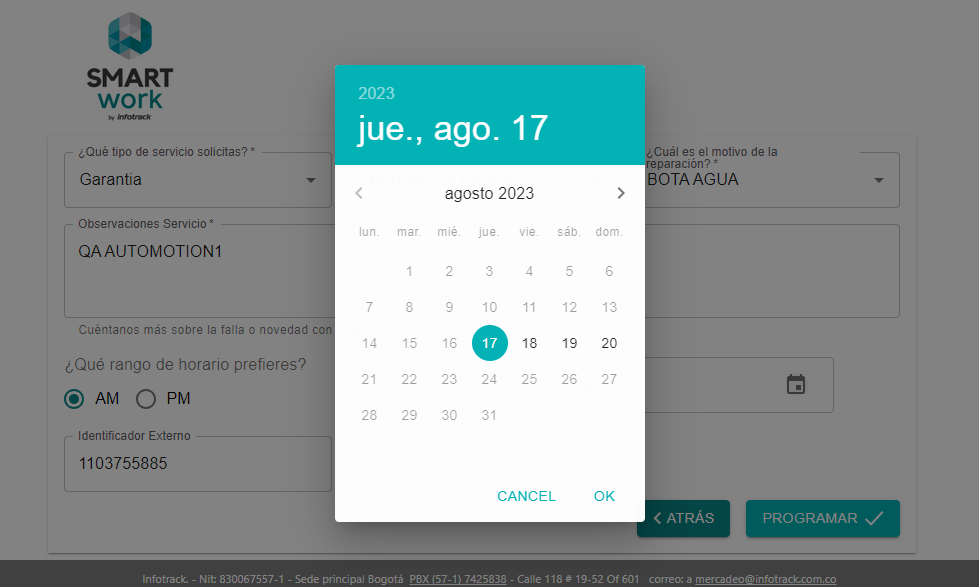 SMART
work
by infotrack
2023
jue., ago. 17
¿Qué tipo de servicio solicitas? *
Garantia
¿Cuál es el motivo de la
reparación? *
BOTA AGUA
agosto 2023
lun. mar. mié. jue. vie. sáb. dom.
1 2 3 4 5 6
7 8 9 10 11 12 13
14 15 16 17 18 19 20
21 22 23 24 25 26 27
28 29 30 31
CANCEL OK
Observaciones Servicio *
QA AUTOMOTION1
Cuéntanos más sobre la falla o novedad con
¿Qué rango de horario prefieres?
AM PM
Identificador Externo
1103755885
ATRÁS PROGRAMAR
Infotrack. - Nit: 830067557-1 - Sede principal Bogotá PBX (57-1) 7425838 - Calle 118 # 19-52 Of 601 correo: a mercadeo@infotrack.com.co